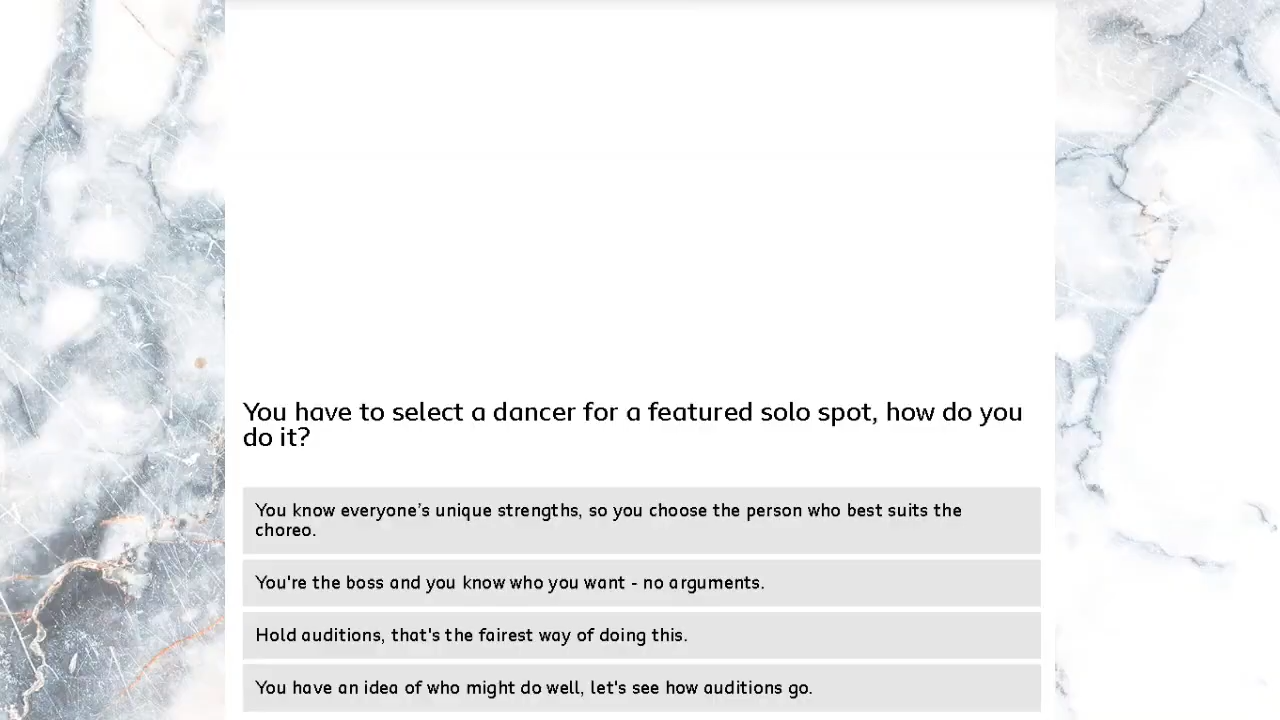 You have to select a dancer for a featured solo spot, how do you
do it?
You know everyone’s unique strengths, so you choose the person who best suits the
choreo.
You're the boss and you know who you want - no arguments.
Hold auditions, that's the fairest way of doing this.
You have an idea of who might do well, let's see how auditions go.